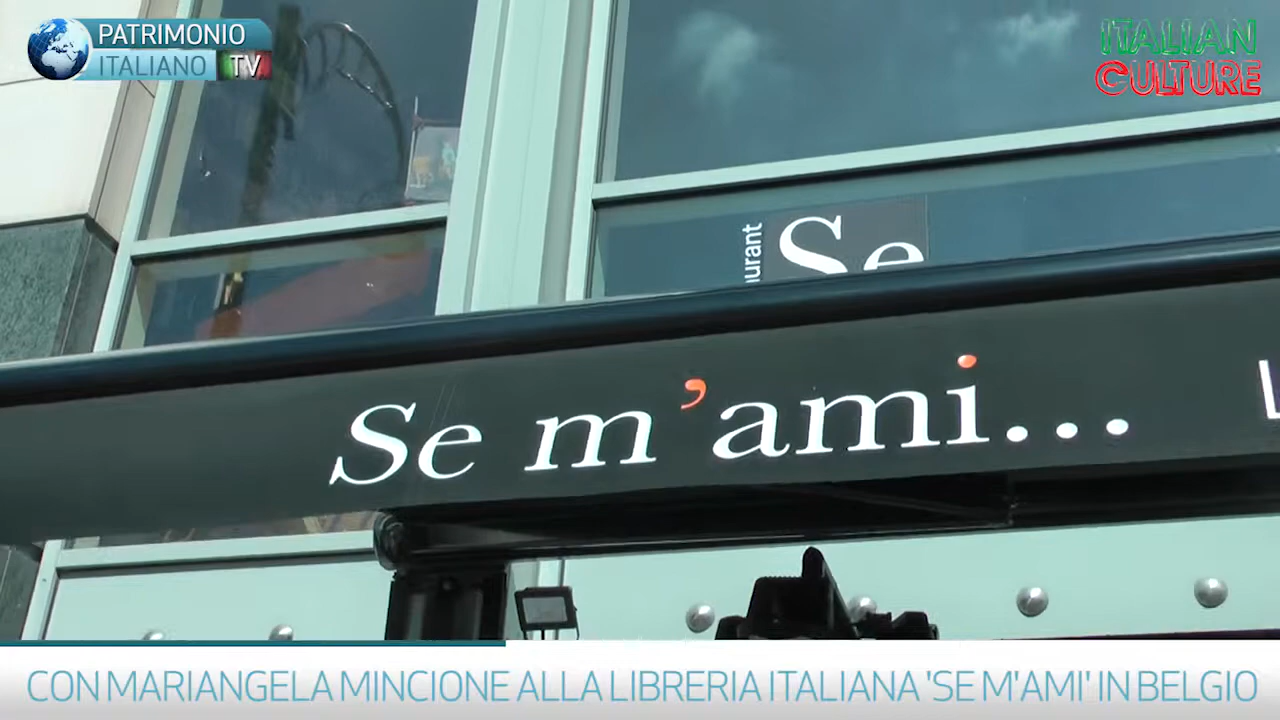 PATRIMONIO
ITALIANO TV
ITALIAN
CULTURE
urant
Se
Se m'ami...
L
CON MARIANGELA MINCIONE ALLA LIBRERIA ITALIANA 'SE M'AMI' IN BELGIO